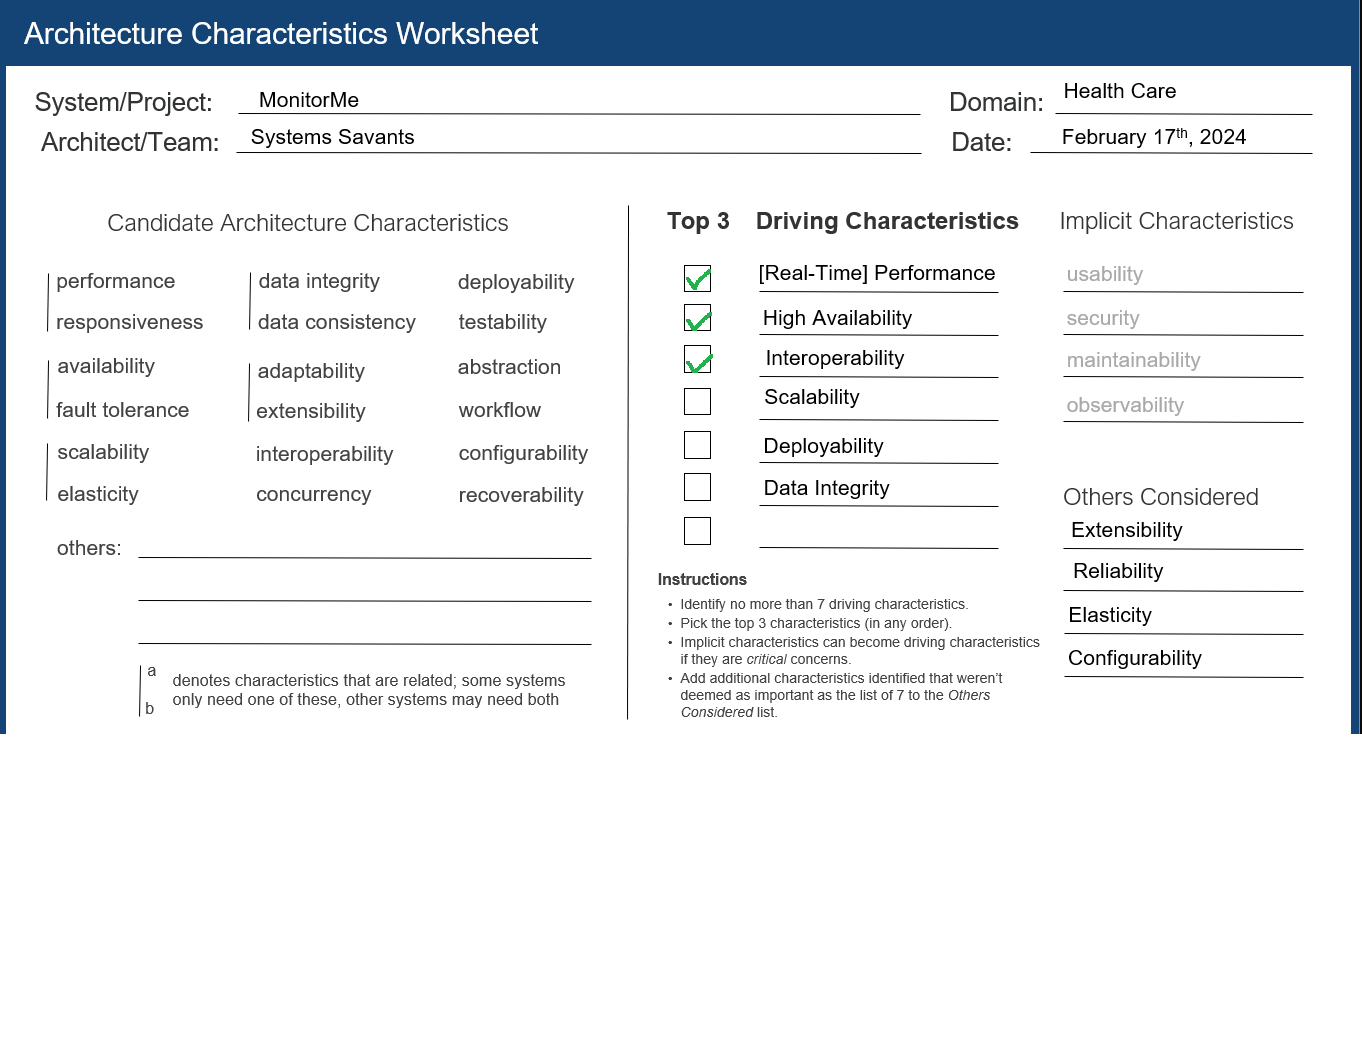 Architecture Characteristics Worksheet
System/Project: MonitorMe
Domain: Health Care
Architect/Team: Systems Savants
Date: February 17th, 2024
Candidate Architecture Characteristics
performance data integrity deployability
responsiveness data consistency testability
availability adaptability abstraction
fault tolerance extensibility workflow
scalability interoperability configurability
elasticity concurrency recoverability
others:
a
b
denotes characteristics that are related; some systems
only need one of these, other systems may need both
Top 3 Driving Characteristics
[Real-Time] Performance
High Availability
Interoperability
Scalability
Deployability
Data Integrity
Instructions
• Identify no more than 7 driving characteristics.
• Pick the top 3 characteristics (in any order).
• Implicit characteristics can become driving characteristics
if they are critical concerns.
• Add additional characteristics identified that weren't
deemed as important as the list of 7 to the Others
Considered list.
Implicit Characteristics
usability
security
maintainability
observability
Others Considered
Extensibility
Reliability
Elasticity
Configurability